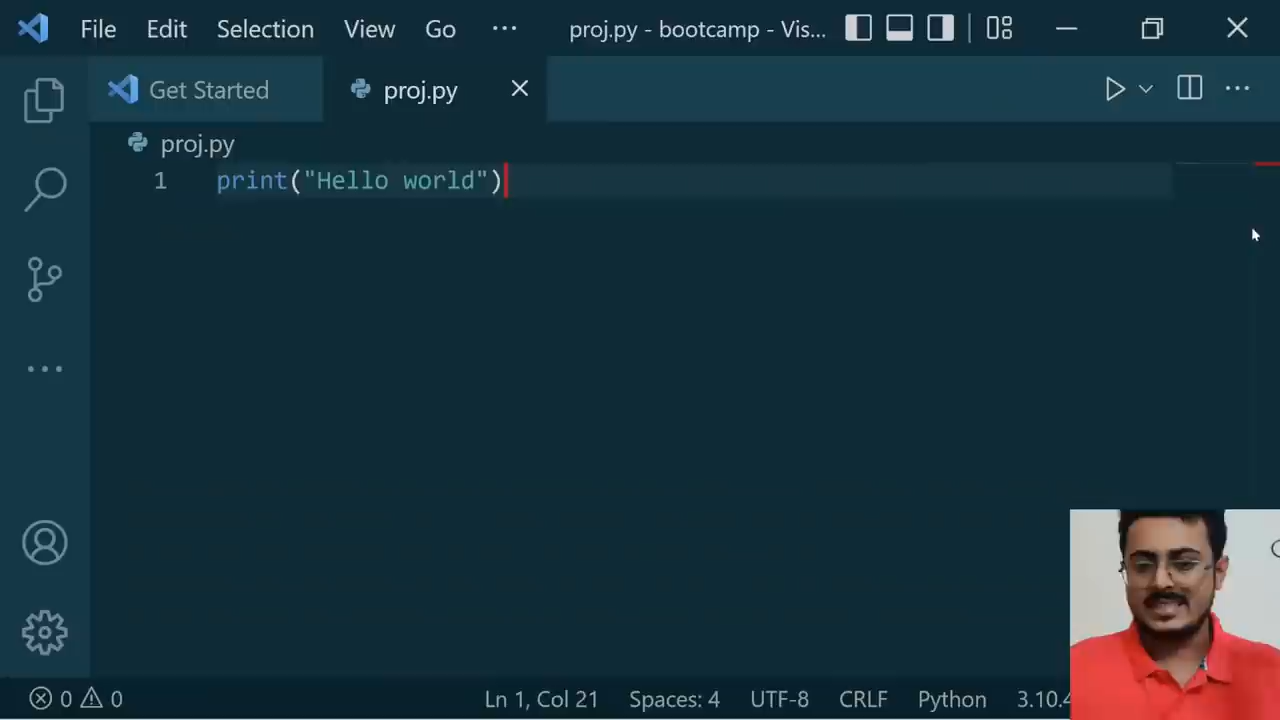 File Edit Selection View Go ··· proj.py - bootcamp - Vis...
Get Started proj.py
proj.py
1 print("Hello world")
0 0 Ln 1, Col 21 Spaces: 4 UTF-8 CRLF Python 3.10.4